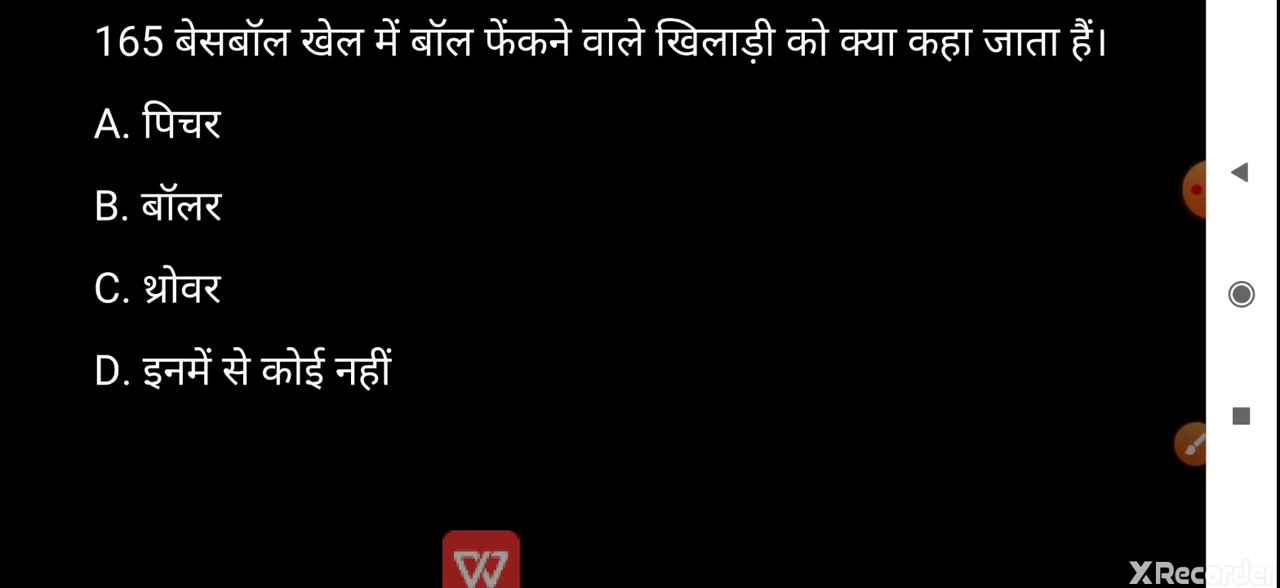 165 बेसबॉल खेल में बॉल फेंकने वाले खिलाड़ी को क्या कहा जाता हैं।
A. पिचर
B. बॉलर
C. थ्रोवर
D. इनमें से कोई नहीं
XRecorder